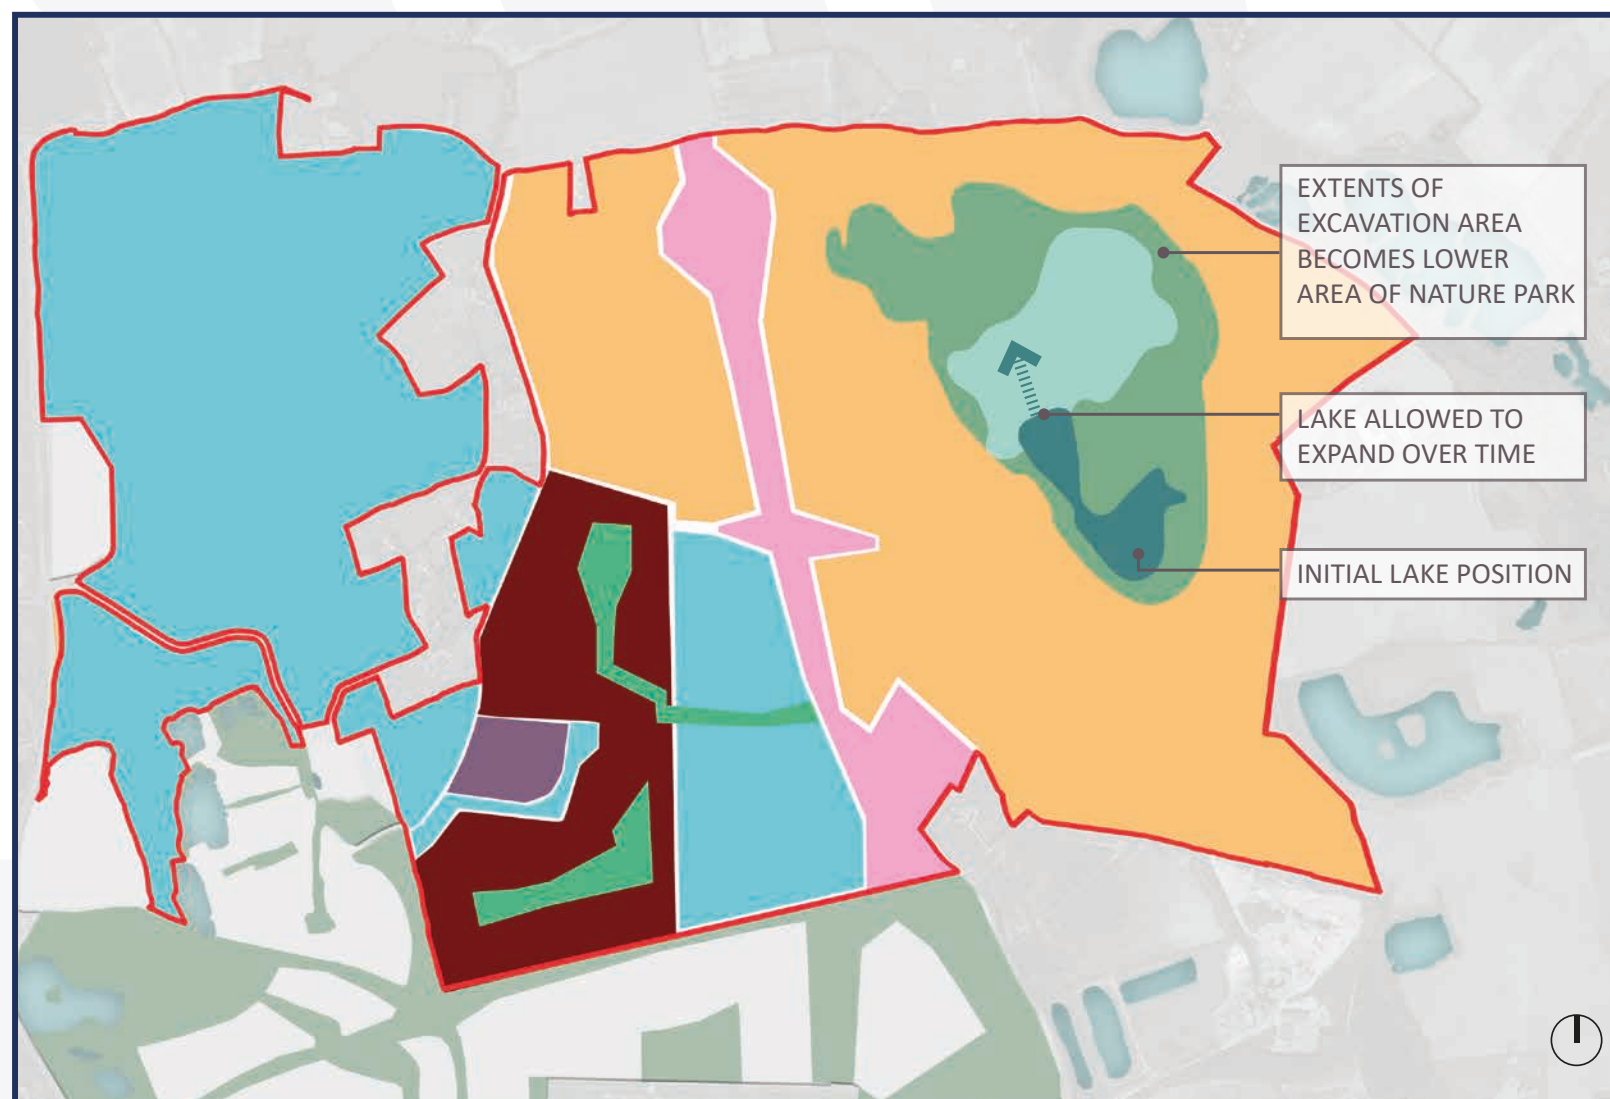 EXTENTS OF
EXCAVATION AREA
BECOMES LOWER
AREA OF NATURE PARK
LAKE ALLOWED TO
EXPAND OVER TIME
INITIAL LAKE POSITION